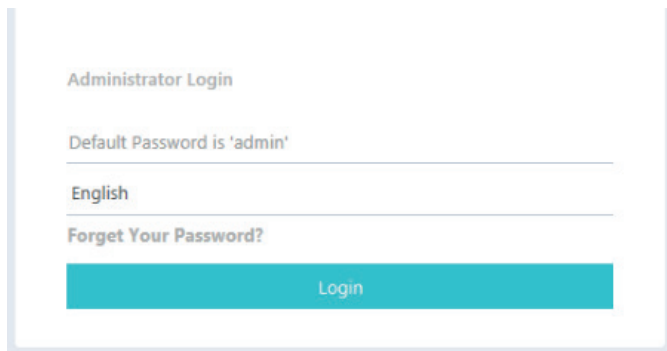 Administrator Login
Default Password is 'admin'
English
Forget Your Password?
Login